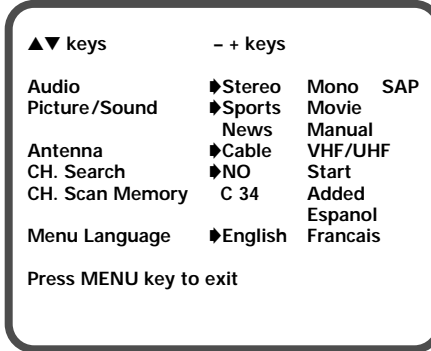 ▲▼ keys – + keys
Audio ➧Stereo Mono SAP
Picture/Sound ➧Sports Movie
News Manual
Antenna ➧Cable VHF/UHF
CH. Search ➧NO Start
CH. Scan Memory C 34 Added
Espanol
Menu Language ➧English Francais
Press MENU key to exit